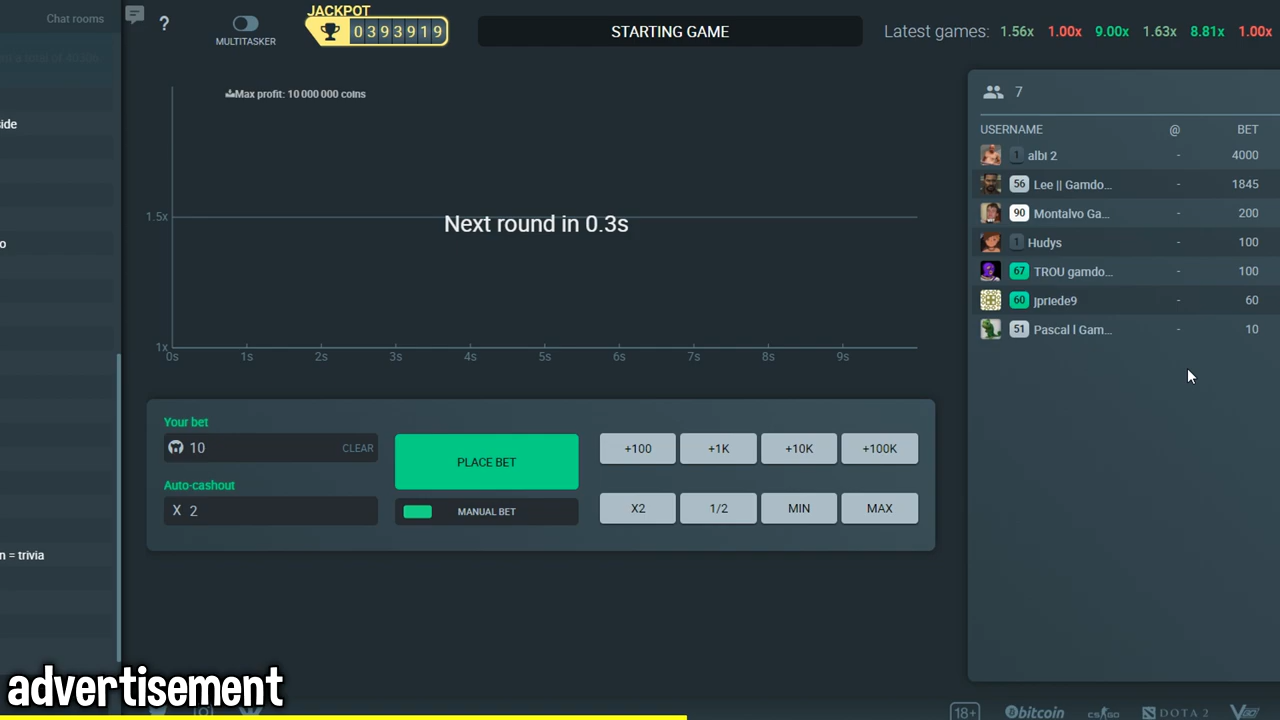 Chat rooms
?
MULTITASKER
JACKPOT
0393919
STARTING GAME
Latest games: 1.56x 1.00x 9.00x 1.63x 8.81x 1.00x
side
o
n = trivia
Max profit: 10 000 000 coins
1.5x
Next round in 0.3s
1x
0s 1s 2s 3s 4s 5s 6s 7s 8s 9s
7
USERNAME @ BET
1 albi 2 - 4000
56 Lee || Gamdo... - 1845
90 Montalvo Ga... - 200
1 Hudys - 100
67 TROU gamdo... - 100
60 jpriede9 - 60
51 Pascal l Gam... - 10
Your bet
10 CLEAR
Auto-cashout
X 2
PLACE BET
MANUAL BET
+100 +1K +10K +100K
X2 1/2 MIN MAX
advertisement
18+ bitcoin CS:GO DOTA 2